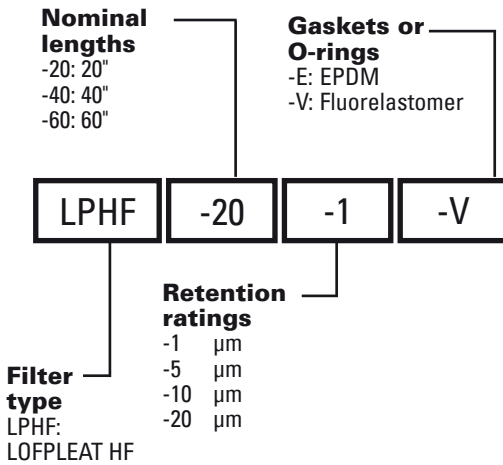 Nominal
lengths
-20: 20"
-40: 40"
-60: 60"
Gaskets or
O-rings
-E: EPDM
-V: Fluorelastomer
LPHF -20 -1 -V
Retention
ratings
-1 µm
-5 µm
-10 µm
-20 µm
Filter
type
LPHF:
LOFPLEAT HF